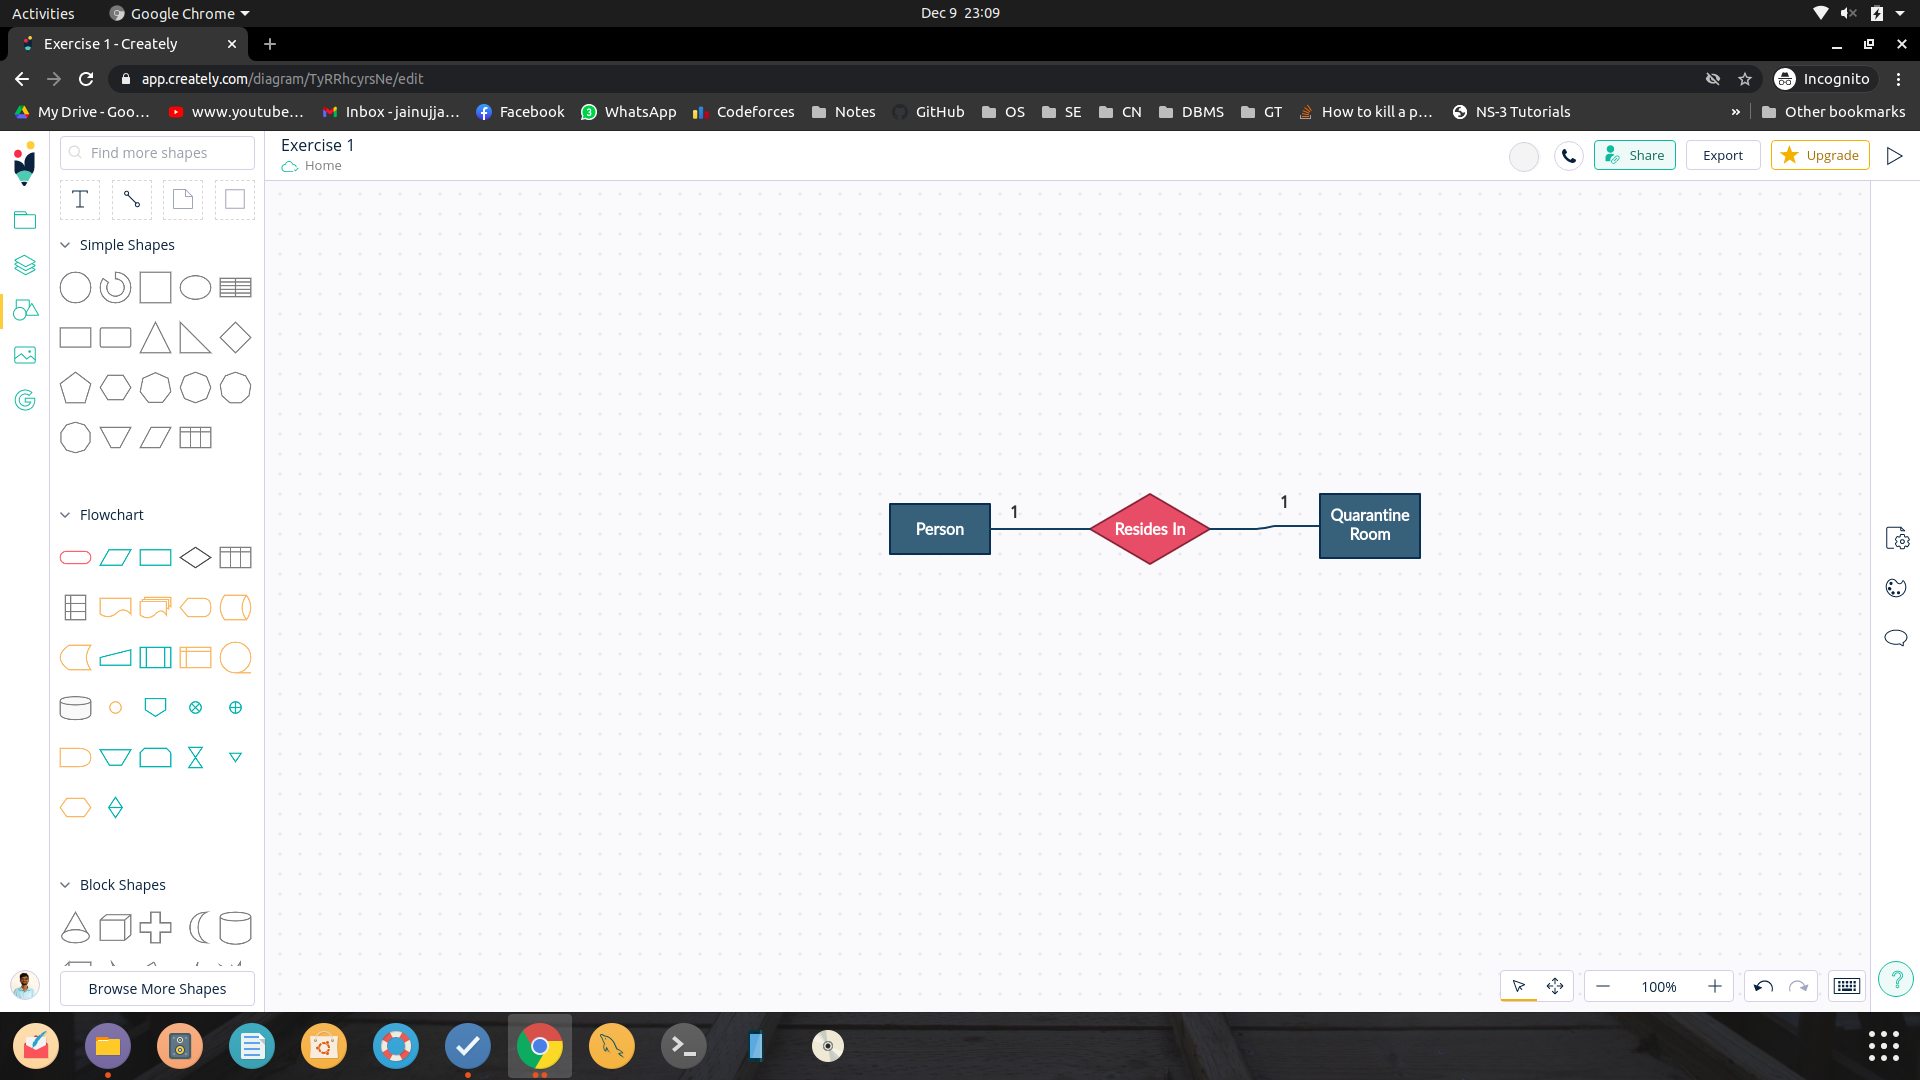 Activities
Google Chrome
Dec 9 23:09
Exercise 1 - Creately
app.creately.com/diagram/TyRRhcyrsNe/edit
Incognito
My Drive - Goo…
www.youtube…
Inbox - jainujja…
Facebook
3
WhatsApp
Codeforces
Notes
GitHub
OS
SE
CN
DBMS
GT
How to kill a p…
NS-3 Tutorials
»
Other bookmarks
Find more shapes
Exercise 1
Home
Share
Export
Upgrade
T
Simple Shapes
Flowchart
Block Shapes
Browse More Shapes
Person
1
Resides In
1
Quarantine
Room
100%
?